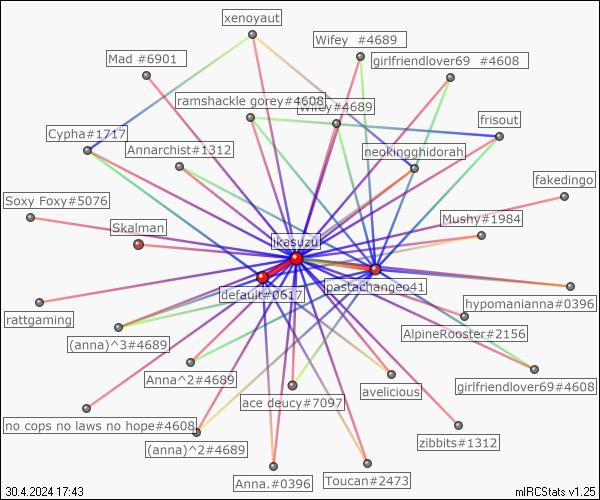 xenoyaut
Wifey #4689
Mad #6901
girlfriendlover69 #4608
ramshackle gorey#4608
Wifey#4689
frisout
Cypha#1717
Annarchist#1312
neokingghidorah
fakedingo
Soxy Foxy#5076
Mushy#1984
Skalman
ikasuzu
pastachangeo41
default#0617
hypomanianna#0396
rattgaming
AlpineRooster#2156
(anna)^3#4689
Anna^2#4689
girlfriendlover69#4608
avelicious
ace deucy#7097
no cops no laws no hope#4608
zibbits#1312
(anna)^2#4689
Toucan#2473
Anna.#0396
30.4.2024 17:43
mIRCStats v1.25